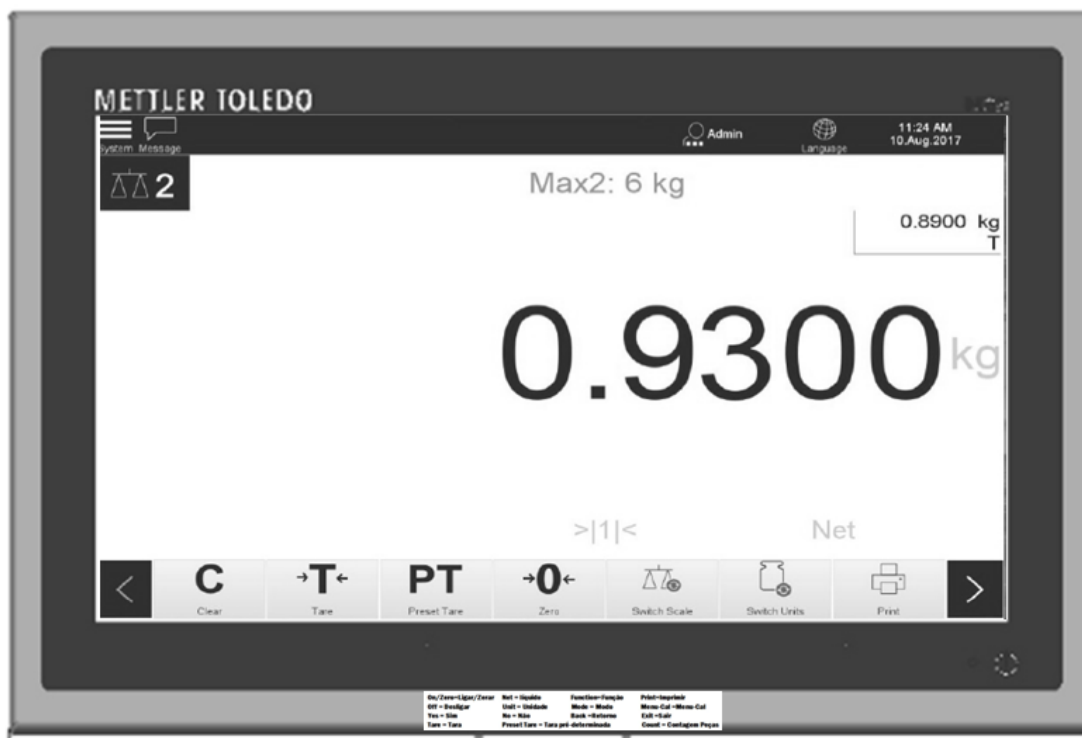 METTLER TOLEDO
System Message
Admin
Language
11:24 AM
10.Aug.2017
2
Max2: 6 kg
0.8900 kg
T
0.9300 kg
>|1|<
Net
C
Clear
→T←
Tare
PT
Preset Tare
→0←
Zero
Switch Scale
Switch Units
Print
On/Zero=Ligar/Zerar Net = líquido Function=Função Print=Imprimir
Off = Desligar Unit = Unidade Mode = Modo Menu-Cal =Menu-Cal
Yes = Sim No = Não Back =Retorno Exit =Sair
Tare = Tara Preset Tare = Tara pré-determinada Count = Contagem Peças